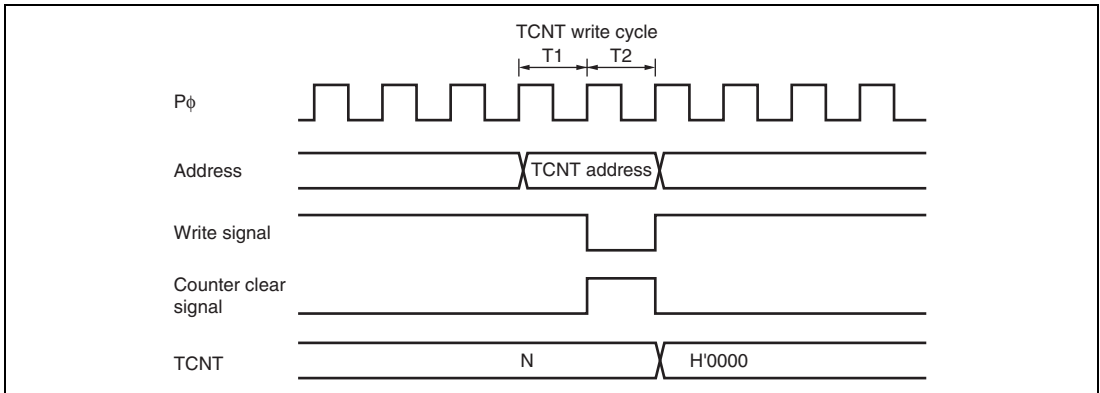 TCNT write cycle
T1 T2
Pϕ
Address
TCNT address
Write signal
Counter clear
signal
TCNT
N
H'0000